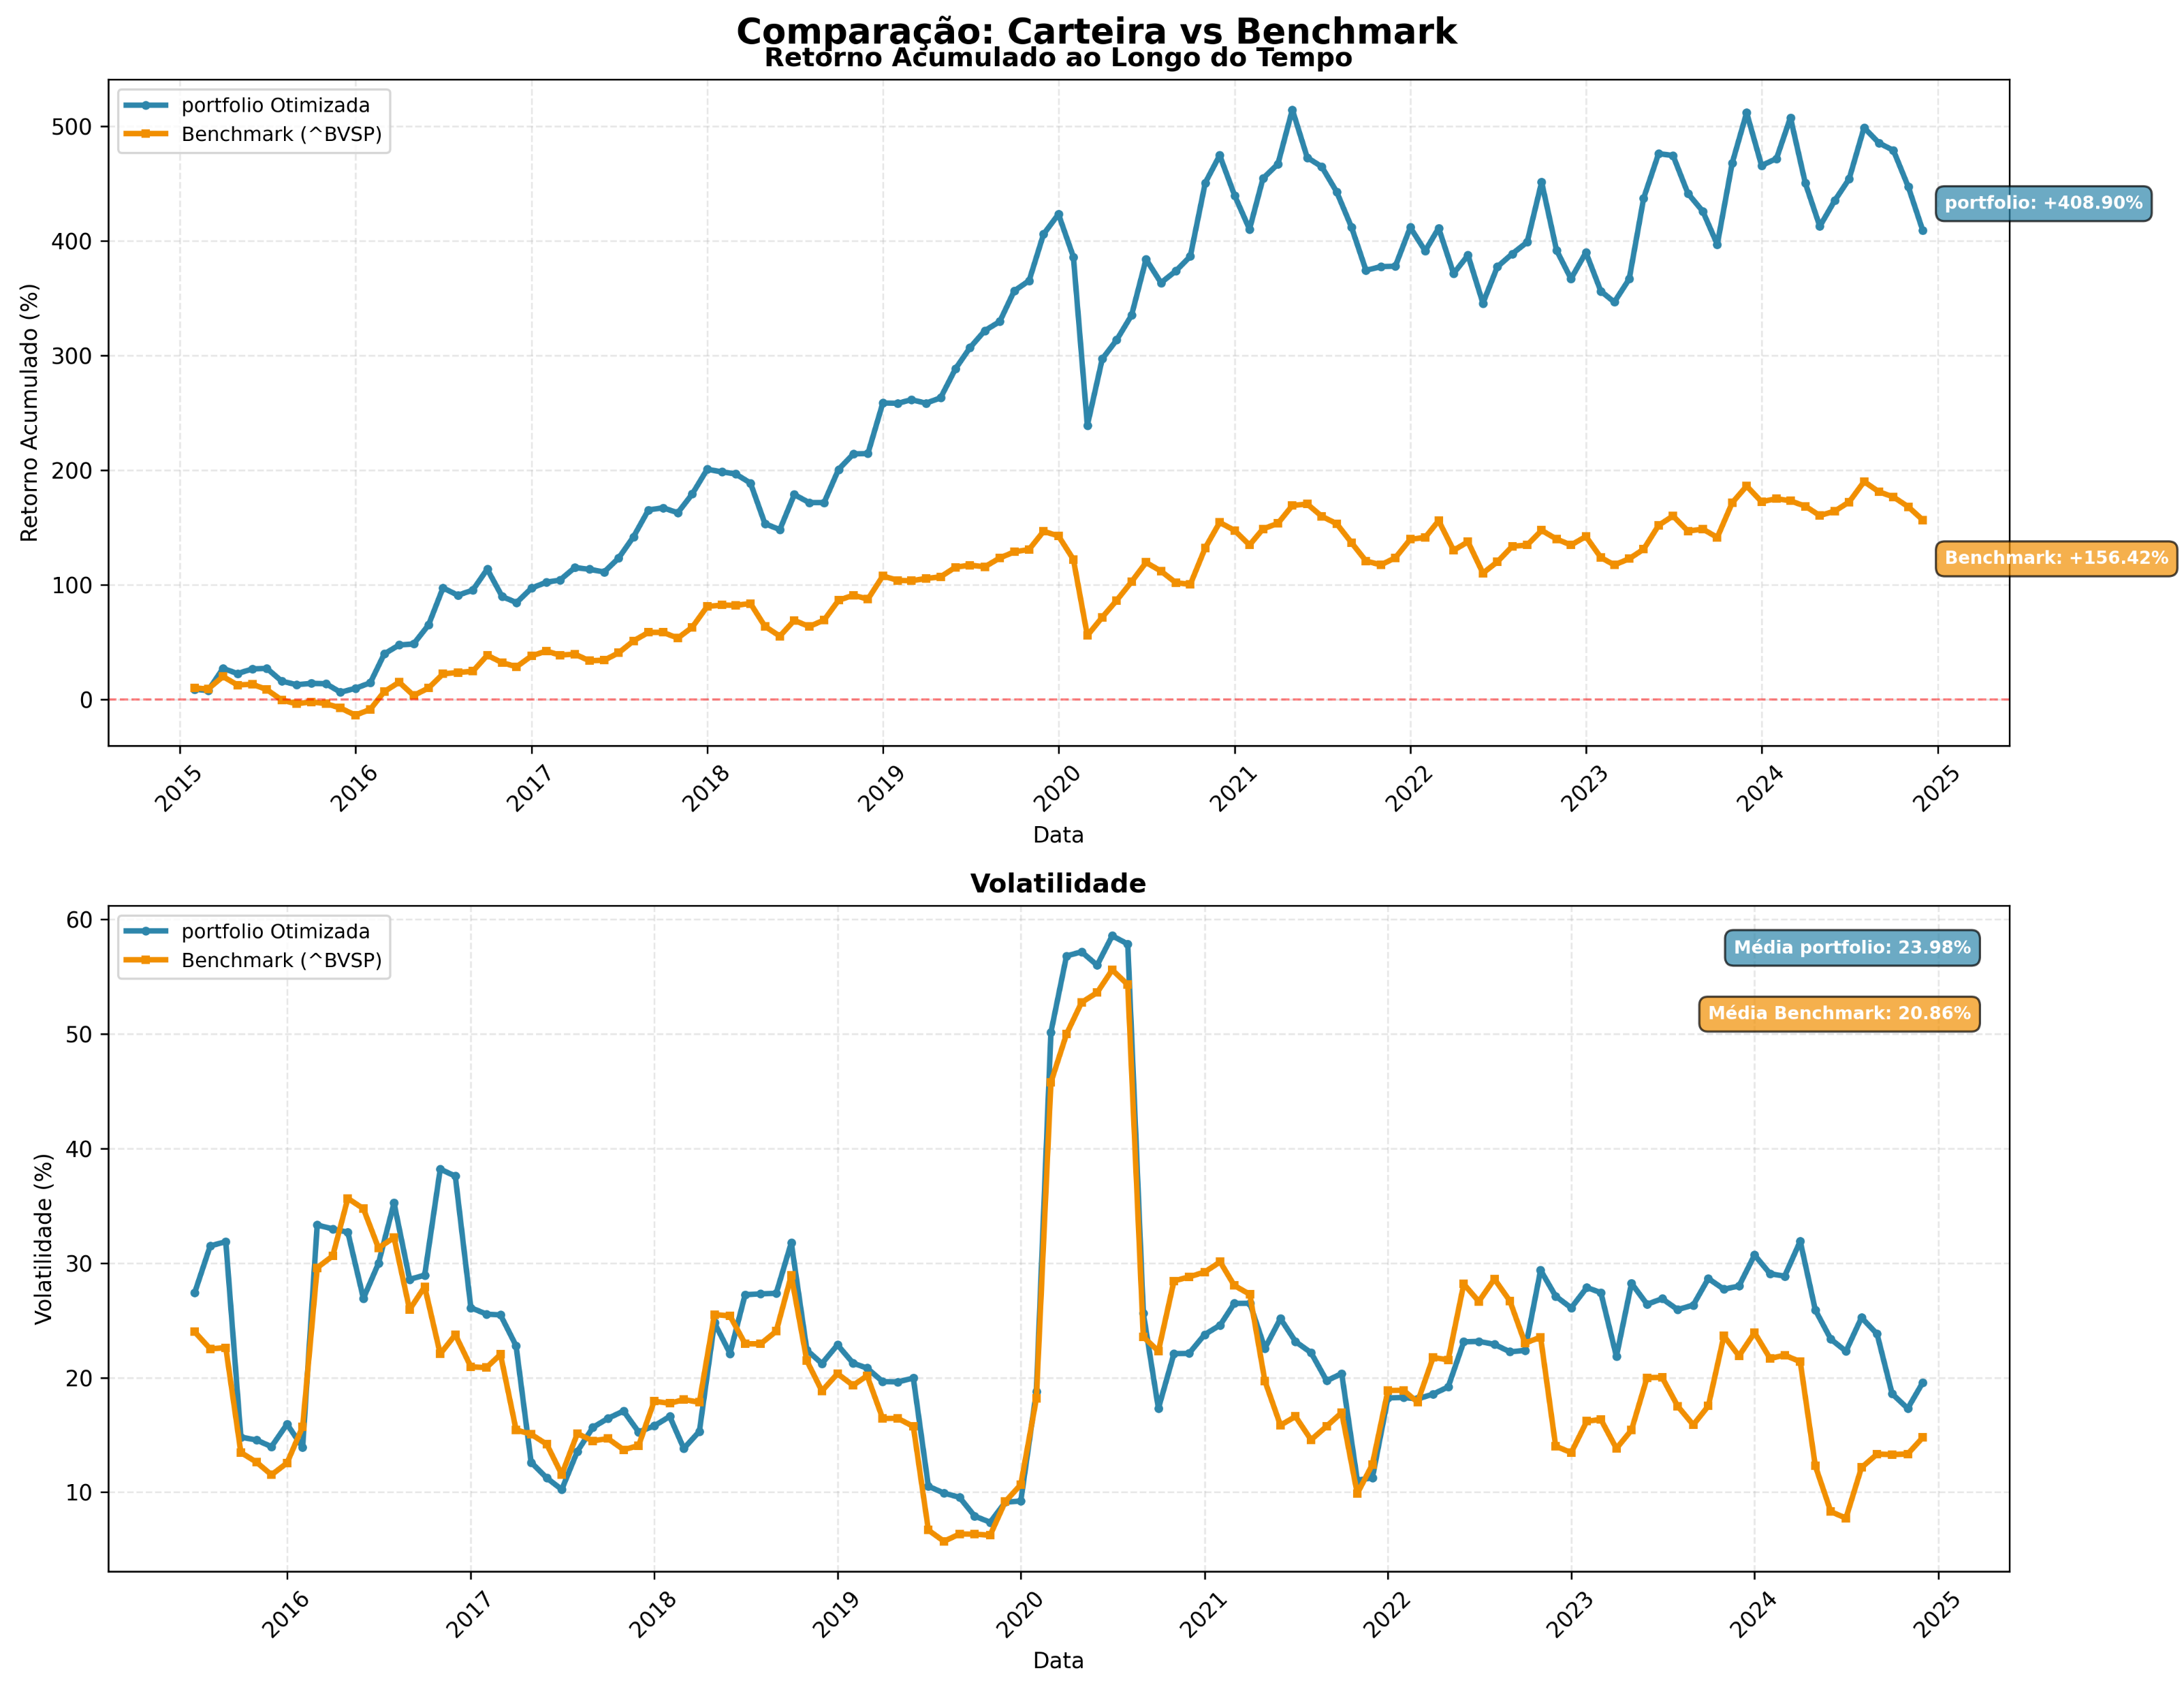 Comparação: Carteira vs Benchmark
Retorno Acumulado ao Longo do Tempo
portfolio Otimizada
Benchmark (^BVSP)
Retorno Acumulado (%)
500
400
300
200
100
0
portfolio: +408.90%
Benchmark: +156.42%
2015 2016 2017 2018 2019 2020 2021 2022 2023 2024 2025
Data
Volatilidade
portfolio Otimizada
Benchmark (^BVSP)
Média portfolio: 23.98%
Média Benchmark: 20.86%
Volatilidade (%)
60
50
40
30
20
10
2016 2017 2018 2019 2020 2021 2022 2023 2024 2025
Data